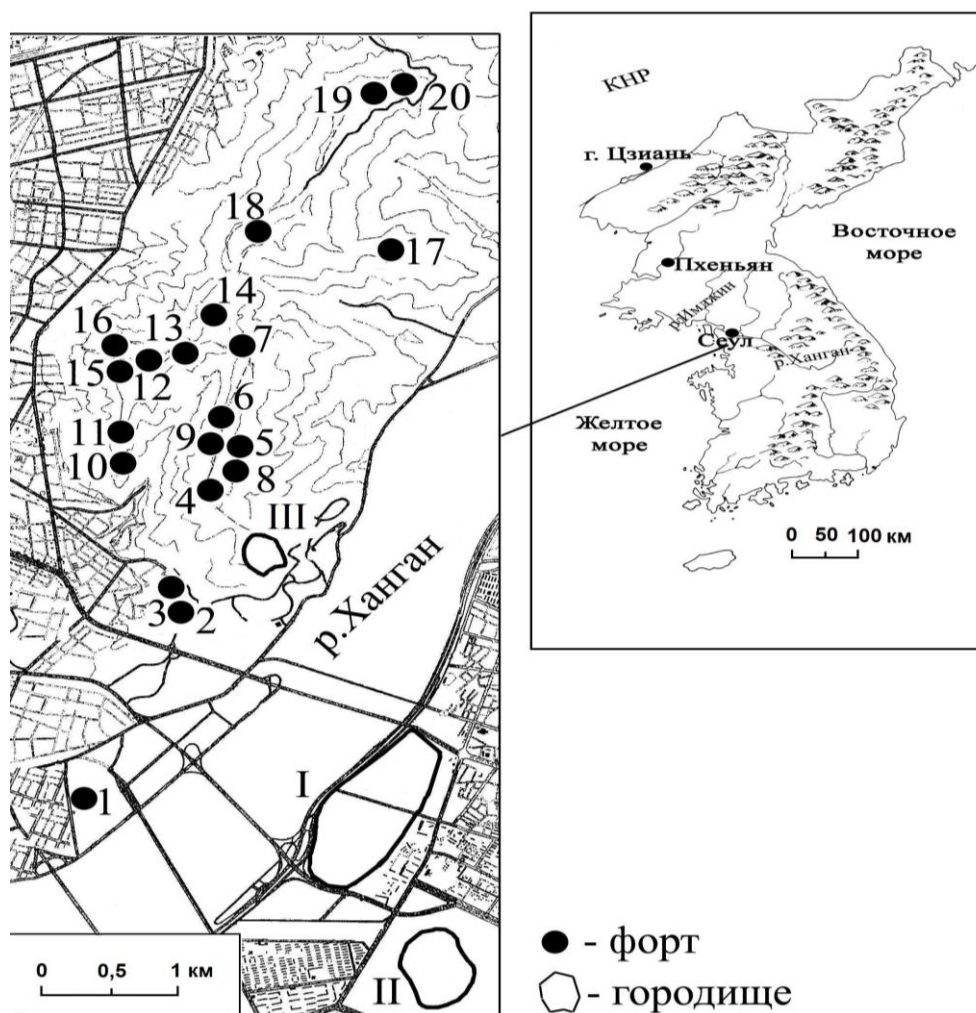 19
20
18
17
14
16
13
7
15
12
6
11
9
5
10
8
4
III
3
2
р.Ханган
I
1
0 0,5 1 км
II
КНР
г. Цзиань
Восточное
море
Пхеньян
р.Имджин
Сеул
р.Ханган
Желтое
море
0 50 100 км
- форт
- городище